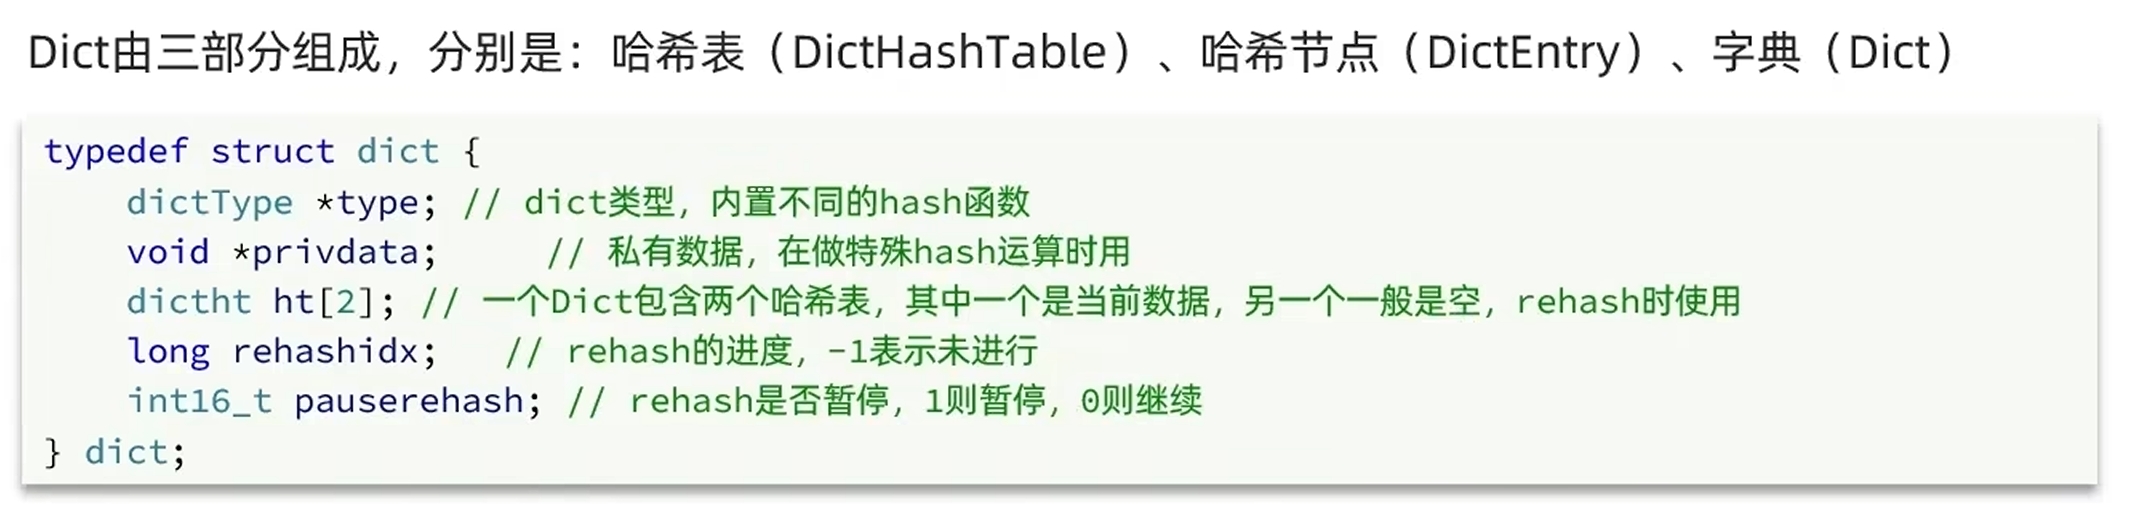 Dict由三部分组成，分别是：哈希表（DictHashTable）、哈希节点（DictEntry）、字典（Dict）
typedef struct dict {
    dictType *type; // dict类型，内置不同的hash函数
    void *privdata;     // 私有数据，在做特殊hash运算时用
    dictht ht[2]; // 一个Dict包含两个哈希表，其中一个是当前数据，另一个一般是空，rehash时使用
    long rehashidx;   // rehash的进度，-1表示未进行
    int16_t pauserehash; // rehash是否暂停，1则暂停，0则继续
} dict;